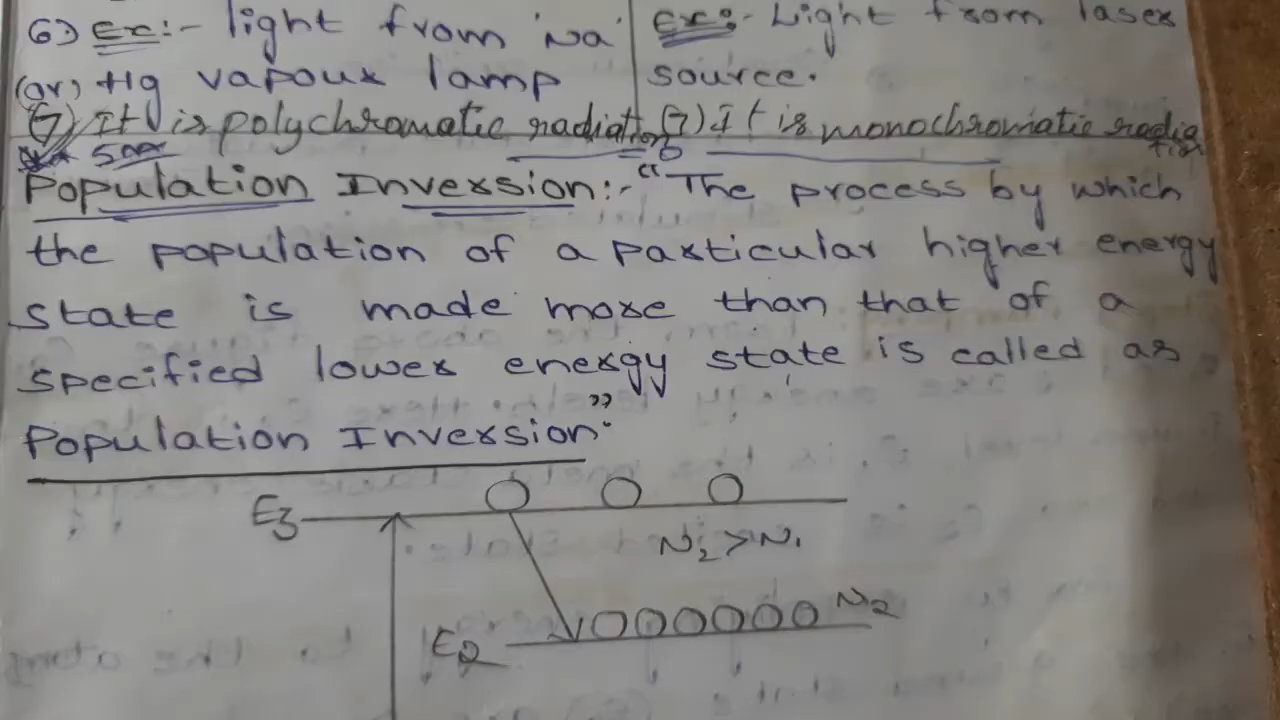 6) Ex:- light from Na
(or) Hg vapour lamp
7) It is polychromatic radiation
Ex:- Light from laser
source.
7) It is monochromatic radiation
Population Inversion:- "The process by which
the population of a particular higher energy
state is made more than that of a
specified lower energy state is called as
Population Inversion."
E3
N2 > N1
E2
N2